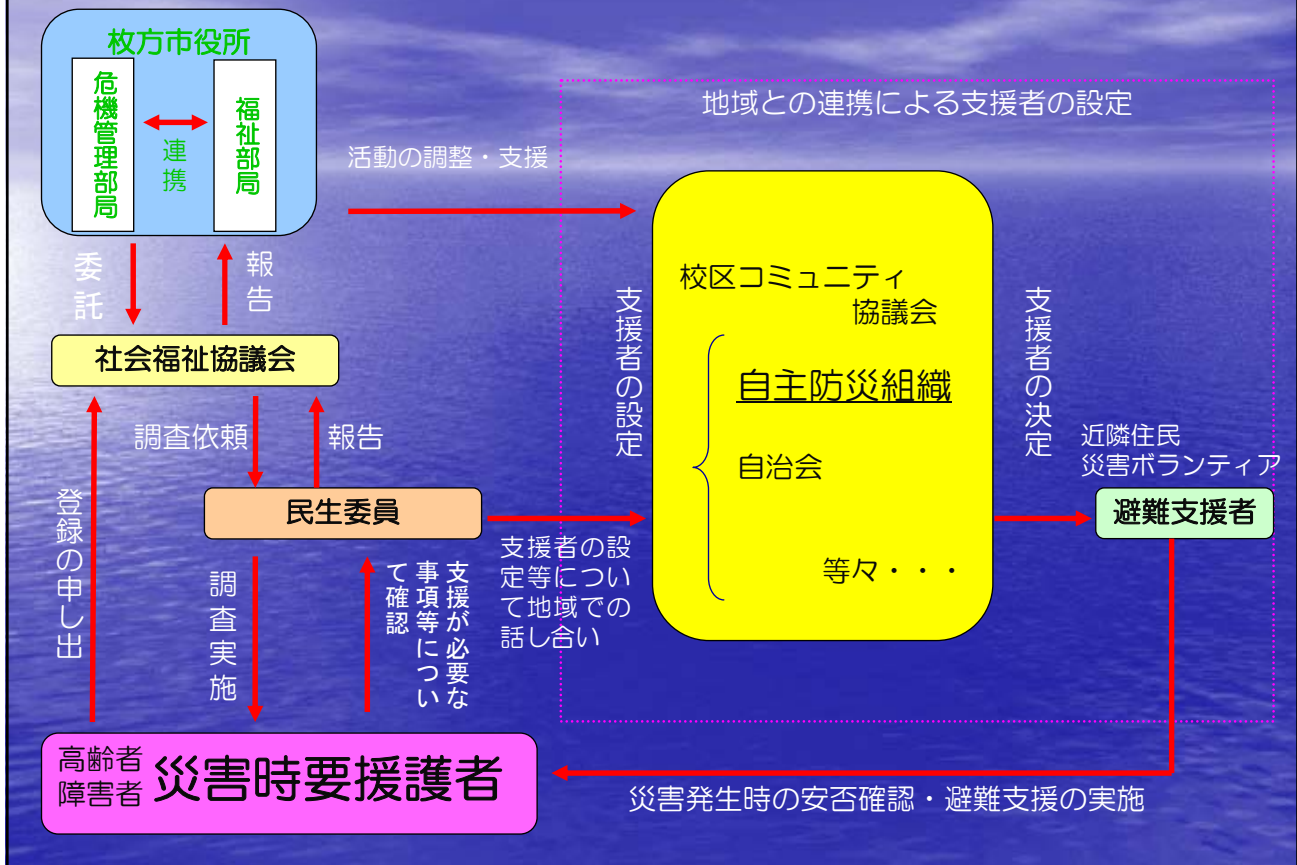 枚方市役所
危機管理部局
連携
福祉部局
地域との連携による支援者の設定
活動の調整・支援
委託
報告
社会福祉協議会
調査依頼
報告
民生委員
登録の申し出
調査実施
支援が必要な
事項等につい
て確認
支援者の設
定等につい
て地域での
話し合い
支援者の設定
校区コミュニティ
協議会
自主防災組織
自治会
等々・・・
支援者の決定
近隣住民
災害ボランティア
避難支援者
高齢者
障害者
災害時要援護者
災害発生時の安否確認・避難支援の実施